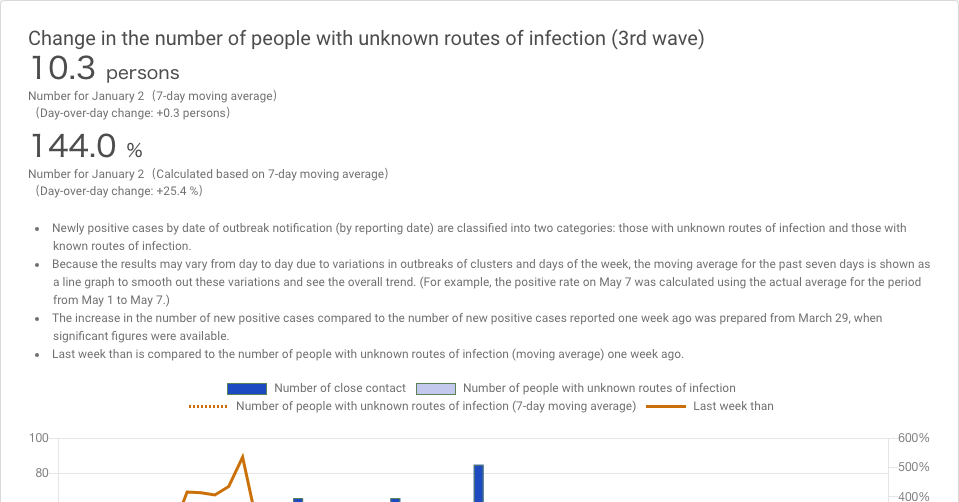 Change in the number of people with unknown routes of infection (3rd wave)
10.3 persons
Number for January 2（7-day moving average）
（Day-over-day change: +0.3 persons）
144.0 %
Number for January 2（Calculated based on 7-day moving average）
（Day-over-day change: +25.4 %）
• Newly positive cases by date of outbreak notification (by reporting date) are classified into two categories: those with unknown routes of infection and those with
known routes of infection.
• Because the results may vary from day to day due to variations in outbreaks of clusters and days of the week, the moving average for the past seven days is shown as
a line graph to smooth out these variations and see the overall trend. (For example, the positive rate on May 7 was calculated using the actual average for the period
from May 1 to May 7.)
• The increase in the number of new positive cases compared to the number of new positive cases reported one week ago was prepared from March 29, when
significant figures were available.
• Last week than is compared to the number of people with unknown routes of infection (moving average) one week ago.
Number of close contact Number of people with unknown routes of infection
Number of people with unknown routes of infection (7-day moving average) Last week than
100 600%
500%
80
400%